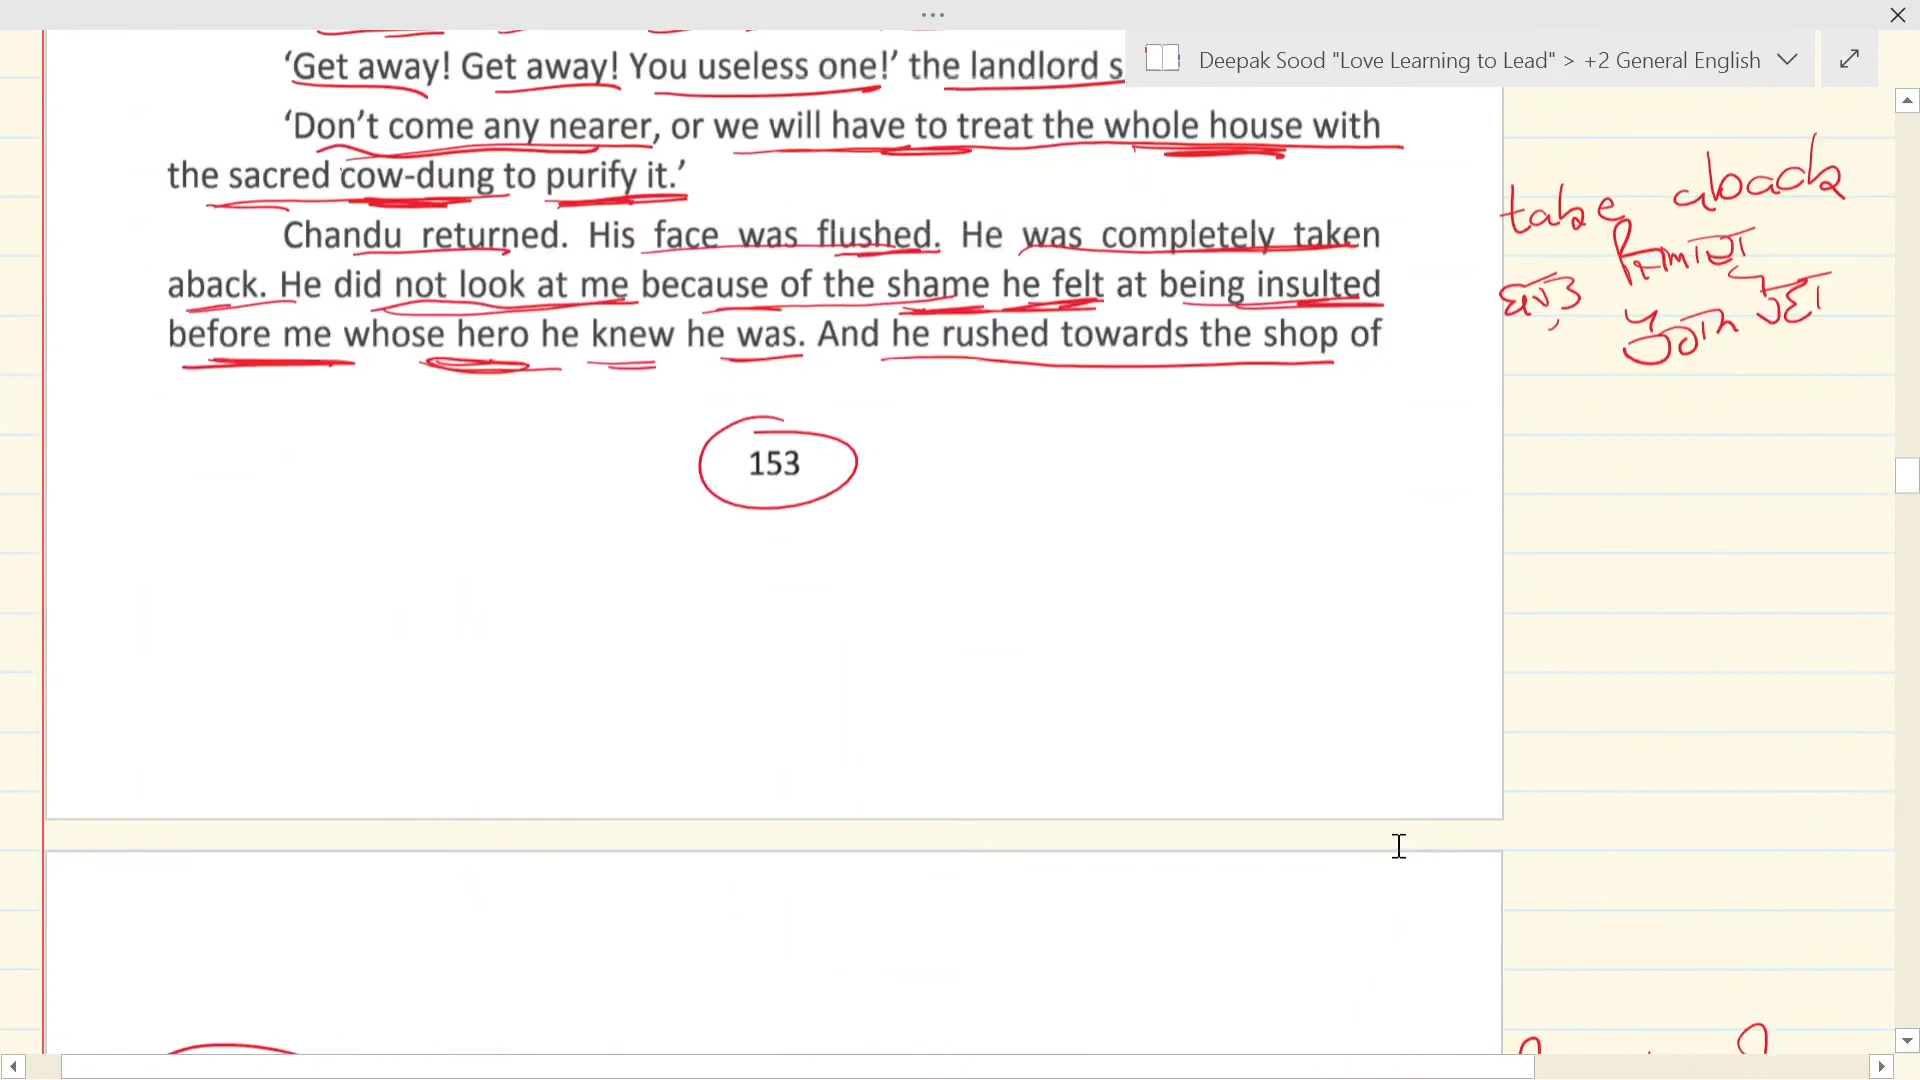 ‘Get away! Get away! You useless one!’ the landlord s
Deepak Sood "Love Learning to Lead" > +2 General English
‘Don’t come any nearer, or we will have to treat the whole house with
the sacred cow-dung to purify it.’
Chandu returned. His face was flushed. He was completely taken
aback. He did not look at me because of the shame he felt at being insulted
before me whose hero he knew he was. And he rushed towards the shop of
153
take aback